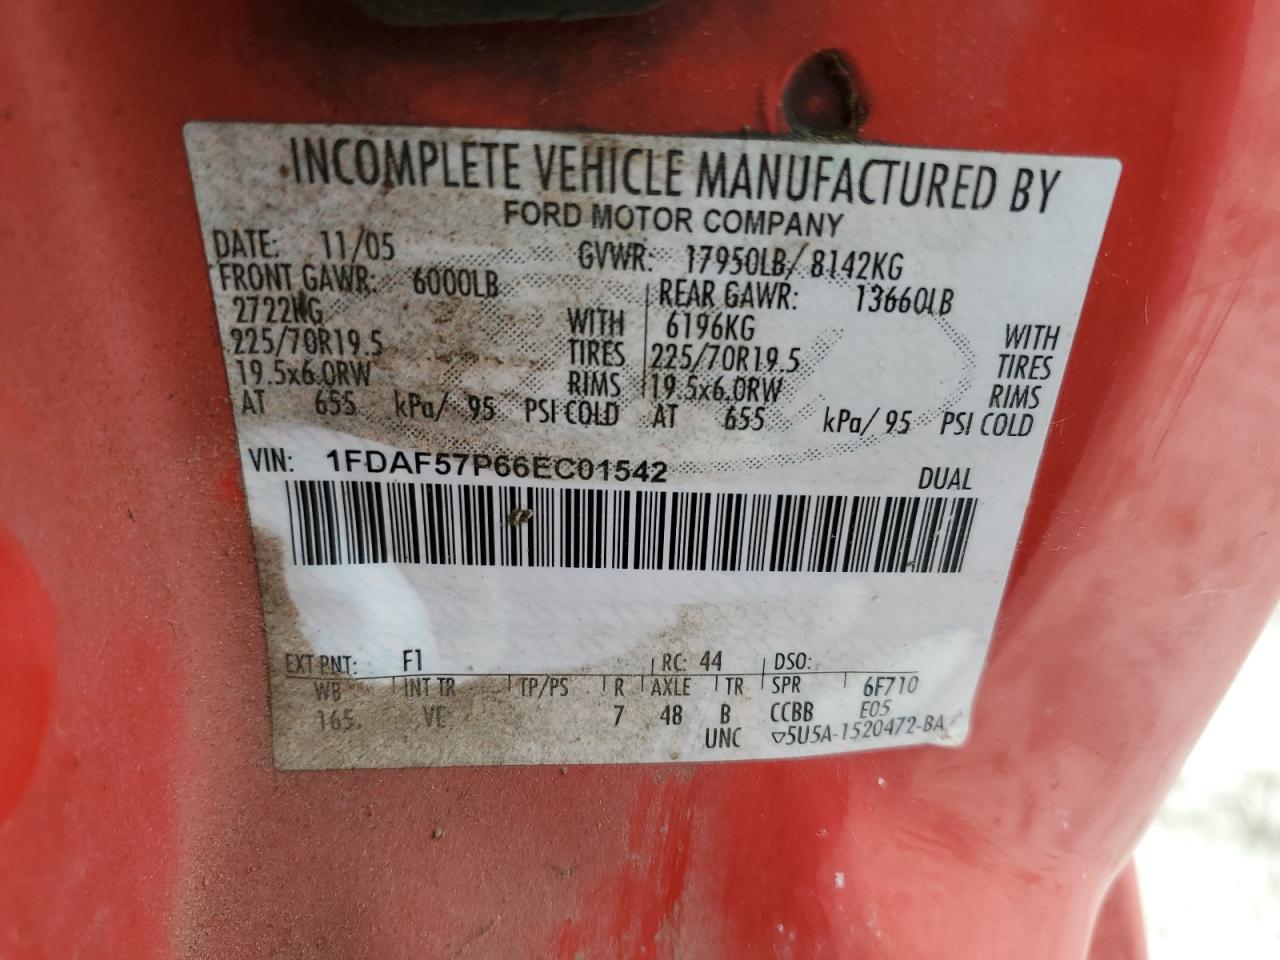 INCOMPLETE VEHICLE MANUFACTURED BY
FORD MOTOR COMPANY
DATE: 11/05 GVWR: 17950LB/ 8142KG
FRONT GAWR: 6000LB REAR GAWR: 13660LB
2722KG WITH 6196KG WITH
225/70R19.5 TIRES 225/70R19.5 TIRES
19.5x6.0RW RIMS 19.5x6.0RW RIMS
AT 655 kPa/ 95 PSI COLD AT 655 kPa/ 95 PSI COLD
VIN: 1FDAF57P66EC01542 DUAL
EXT PNT: F1 RC: 44 DSO:
WB INT TR TP/PS R AXLE TR SPR 6F710
165 VE 7 48 B CCBB E05
UNC ▽5U5A-1520472-BA